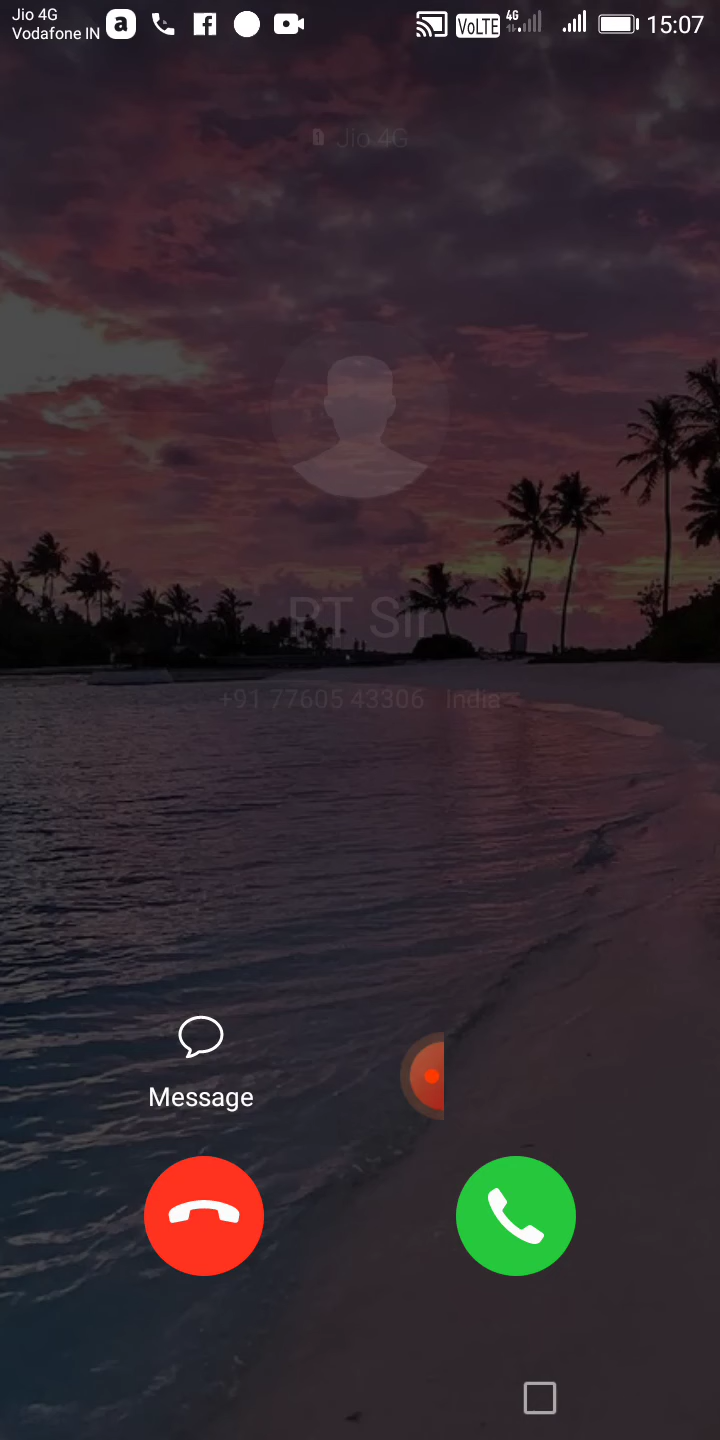 Jio 4G
Vodafone IN
a
VoLTE
4G
15:07
Jio 4G
RT Sir
+91 77605 43306 India
Message